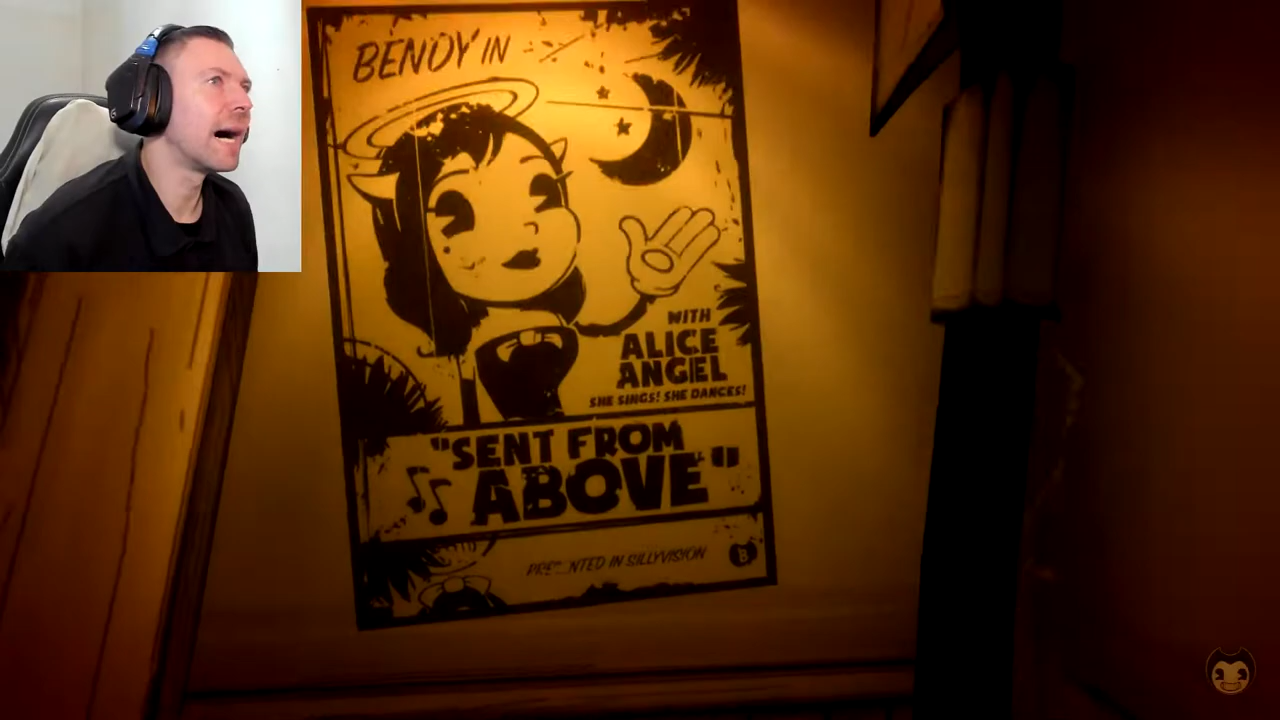 BENDY IN
WITH
ALICE
ANGEL
SHE SINGS! SHE DANCES!
"SENT FROM
ABOVE"
IN SILLYVISION
B